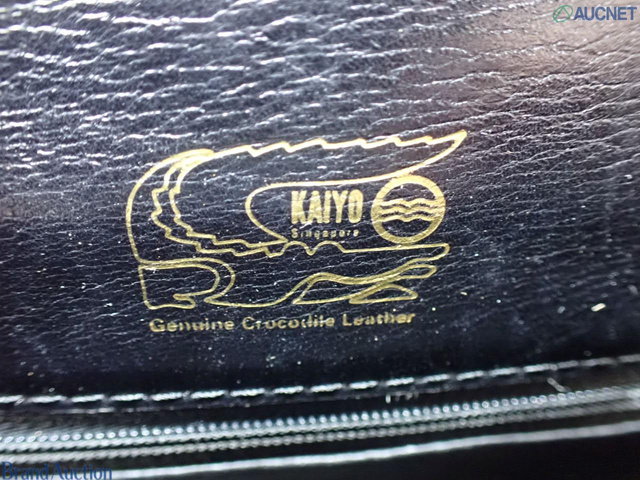 AUCNET
KAIYO
Singapore
Genuine Crocodile Leather
Brand Auction